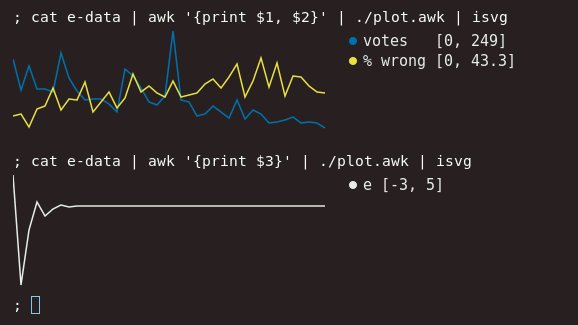 ; cat e-data | awk '{print $1, $2}' | ./plot.awk | isvg
votes [0, 249]
% wrong [0, 43.3]
; cat e-data | awk '{print $3}' | ./plot.awk | isvg
e [-3, 5]
;